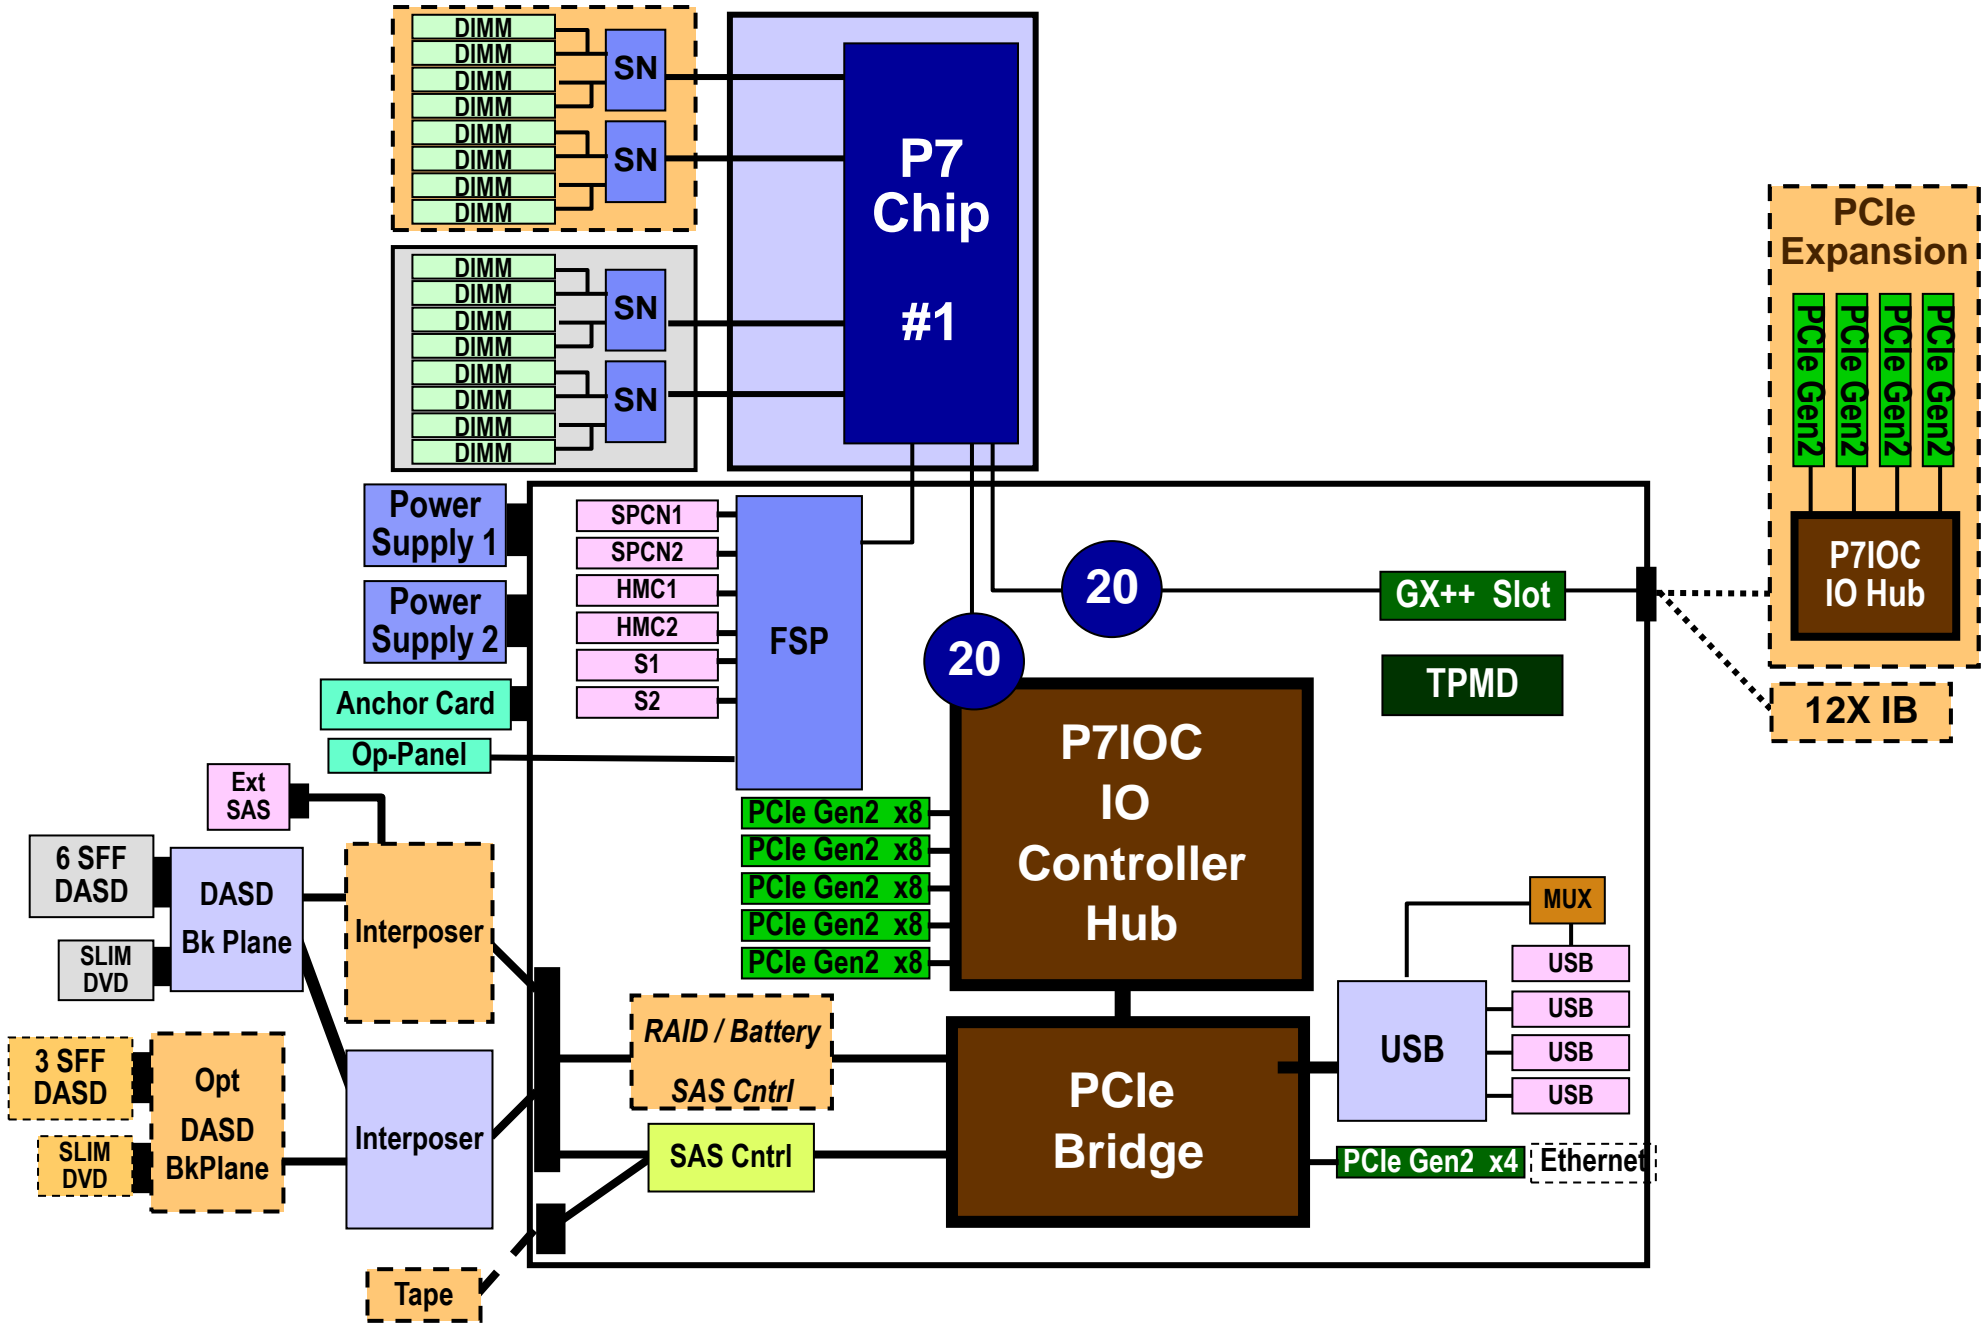 DIMM
DIMM
DIMM
DIMM
DIMM
DIMM
DIMM
DIMM
SN
SN
DIMM
DIMM
DIMM
DIMM
DIMM
DIMM
DIMM
DIMM
SN
SN
P7
Chip
#1
PCIe
Expansion
PCIe Gen2
PCIe Gen2
PCIe Gen2
PCIe Gen2
P7IOC
IO Hub
12X IB
Power
Supply 1
Power
Supply 2
Anchor Card
Op-Panel
SPCN1
SPCN2
HMC1
HMC2
S1
S2
FSP
20
20
GX++ Slot
TPMD
P7IOC
IO
Controller
Hub
PCIe Gen2 x8
PCIe Gen2 x8
PCIe Gen2 x8
PCIe Gen2 x8
PCIe Gen2 x8
Ext
SAS
6 SFF
DASD
SLIM
DVD
DASD
Bk Plane
Interposer
3 SFF
DASD
SLIM
DVD
Opt
DASD
BkPlane
Interposer
Tape
RAID / Battery
SAS Cntrl
SAS Cntrl
PCIe
Bridge
MUX
USB
USB
USB
USB
USB
PCIe Gen2 x4
Ethernet